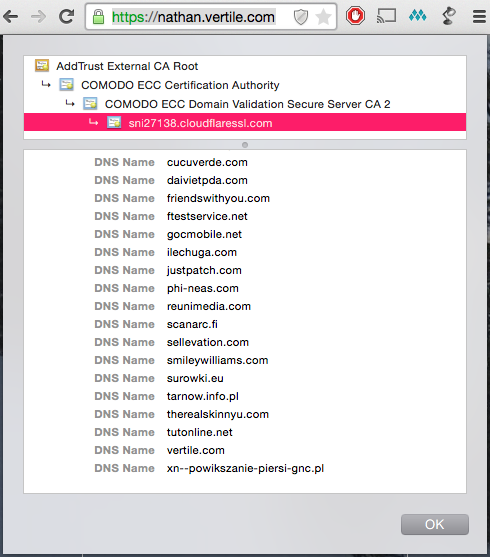 https://nathan.vertile.com
AddTrust External CA Root
COMODO ECC Certification Authority
COMODO ECC Domain Validation Secure Server CA 2
sni27138.cloudflaressl.com
DNS Name cucuverde.com
DNS Name daivietpda.com
DNS Name friendswithyou.com
DNS Name ftestservice.net
DNS Name gocmobile.net
DNS Name ilechuga.com
DNS Name justpatch.com
DNS Name phi-neas.com
DNS Name reunimedia.com
DNS Name scanarc.fi
DNS Name sellevation.com
DNS Name smileywilliams.com
DNS Name surowki.eu
DNS Name tarnow.info.pl
DNS Name therealskinnyu.com
DNS Name tutonline.net
DNS Name vertile.com
DNS Name xn--powikszanie-piersi-gnc.pl
OK